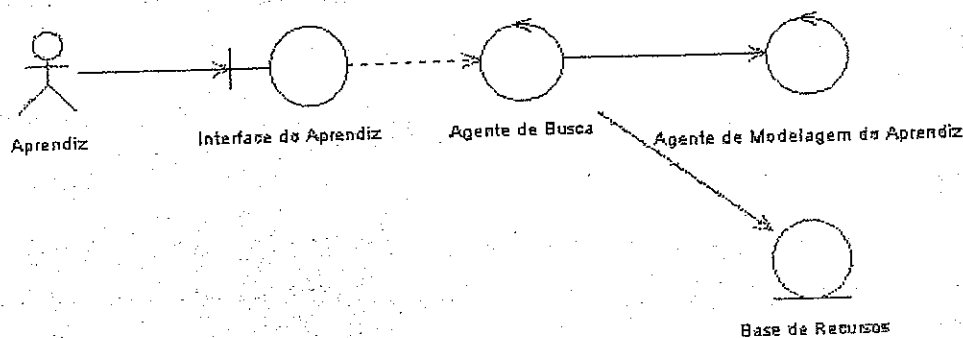 Aprendiz
Interface do Aprendiz
Agente de Busca
Agente de Modelagem do Aprendiz
Base de Recursos